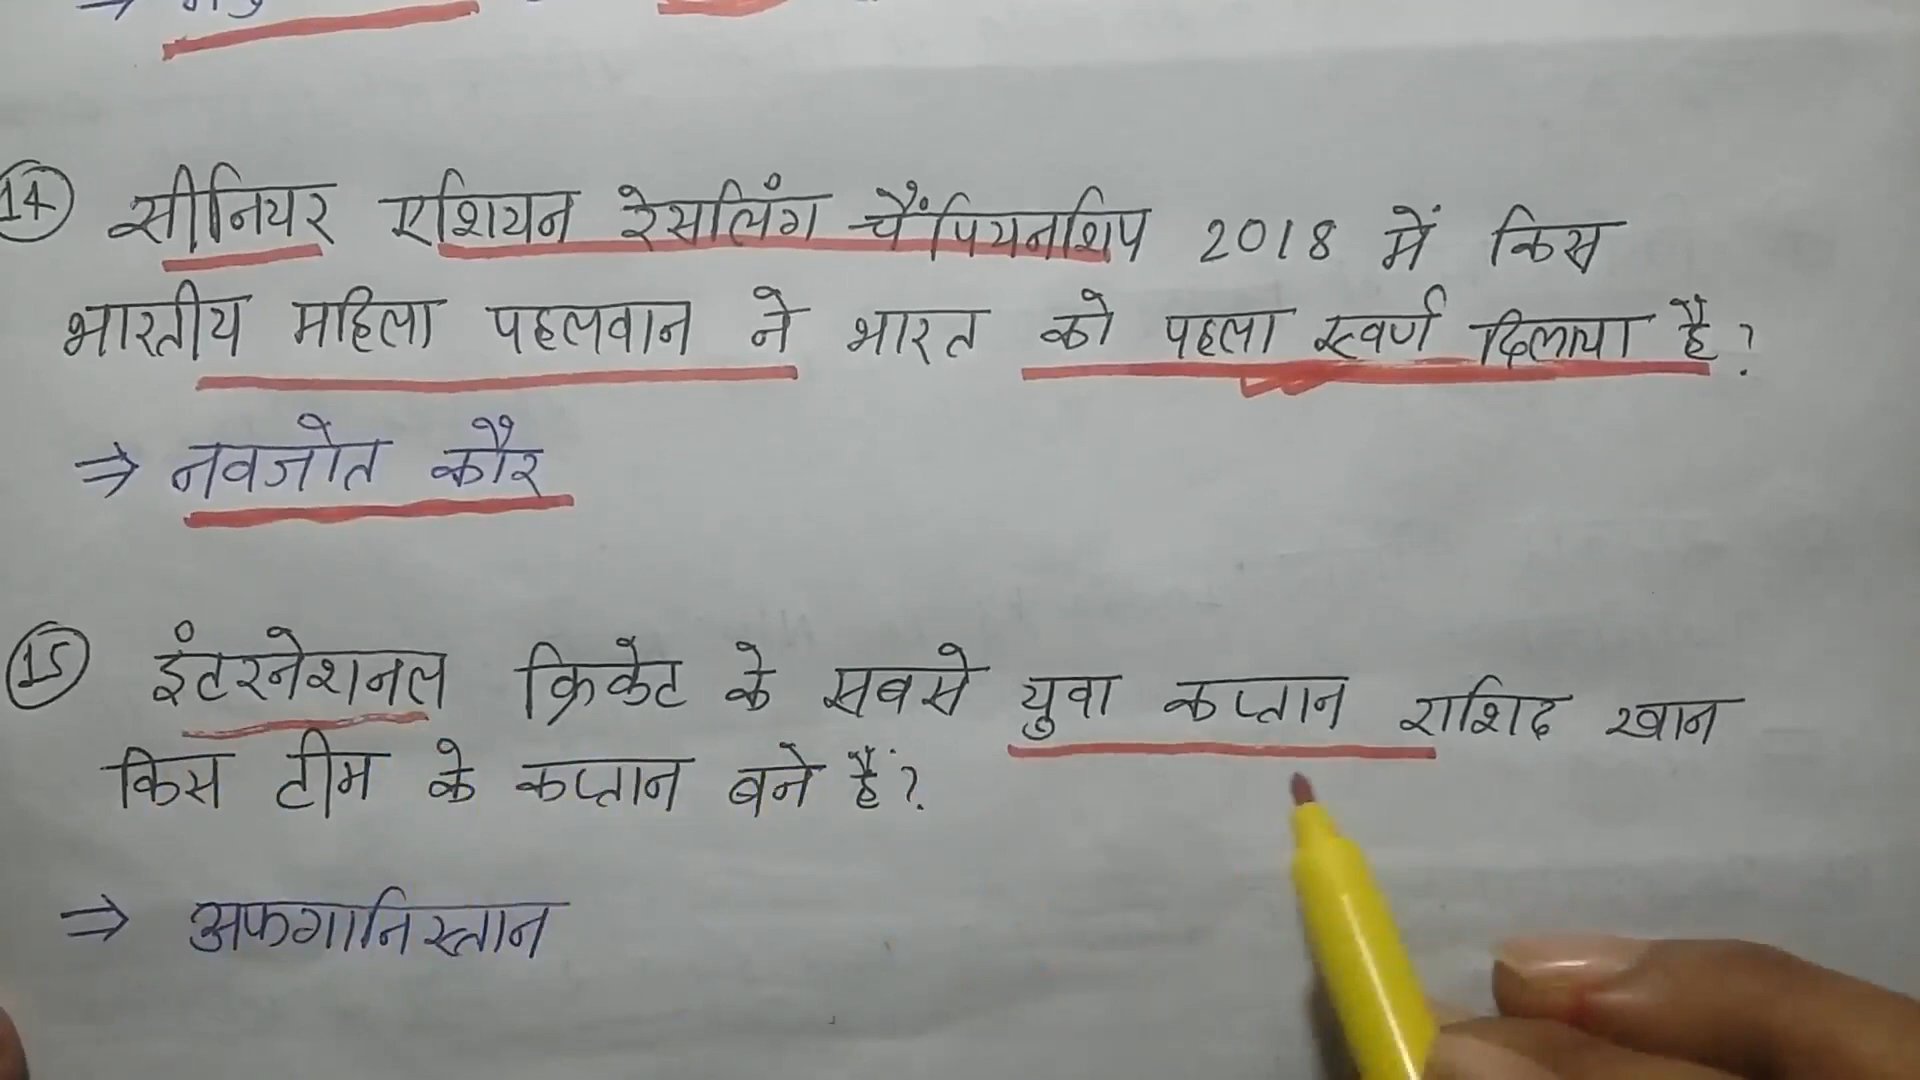 14 सीनियर एशियन रेसलिंग चैंपियनशिप 2018 में किस
भारतीय महिला पहलवान ने भारत को पहला स्वर्ण दिलाया है?
⇒ नवजोत कौर
15 इंटरनेशनल क्रिकेट के सबसे युवा कप्तान राशिद खान
किस टीम के कप्तान बने हैं?
⇒ अफगानिस्तान